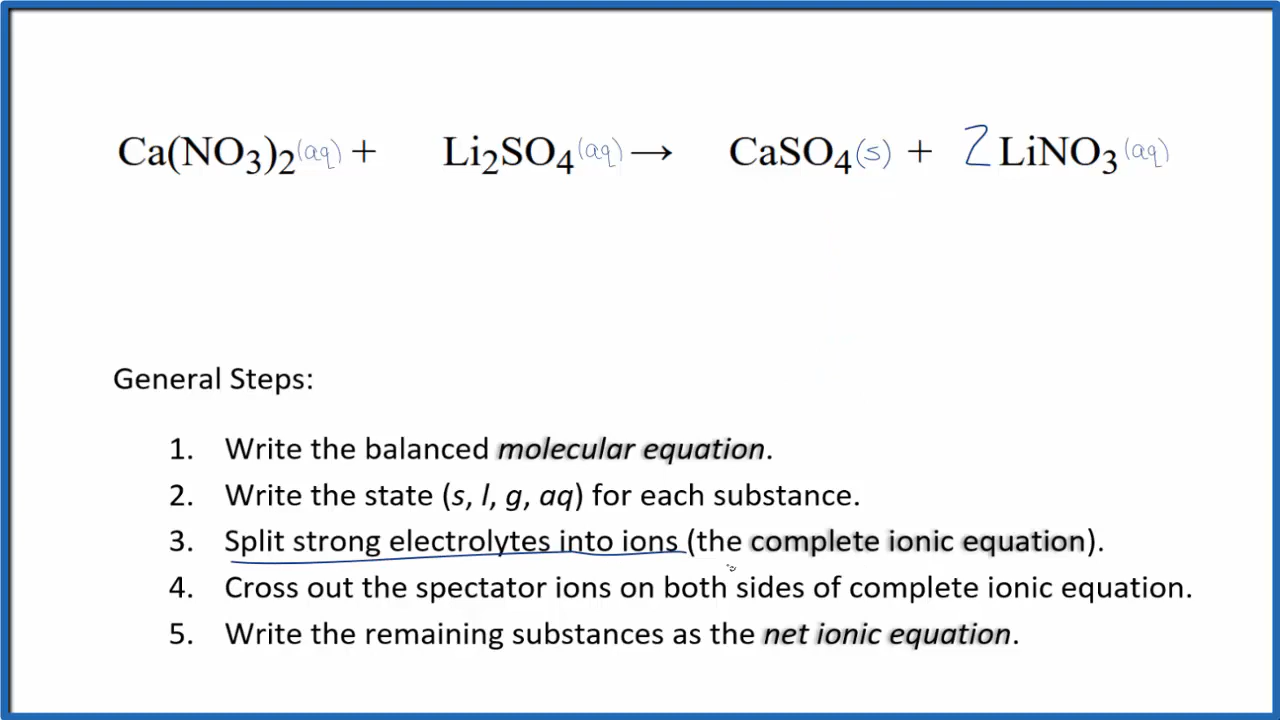 Ca(NO₃)₂(aq) + Li₂SO₄(aq) → CaSO₄(s) + 2 LiNO₃(aq)
General Steps:
1. Write the balanced molecular equation.
2. Write the state (s, l, g, aq) for each substance.
3. Split strong electrolytes into ions (the complete ionic equation).
4. Cross out the spectator ions on both sides of complete ionic equation.
5. Write the remaining substances as the net ionic equation.